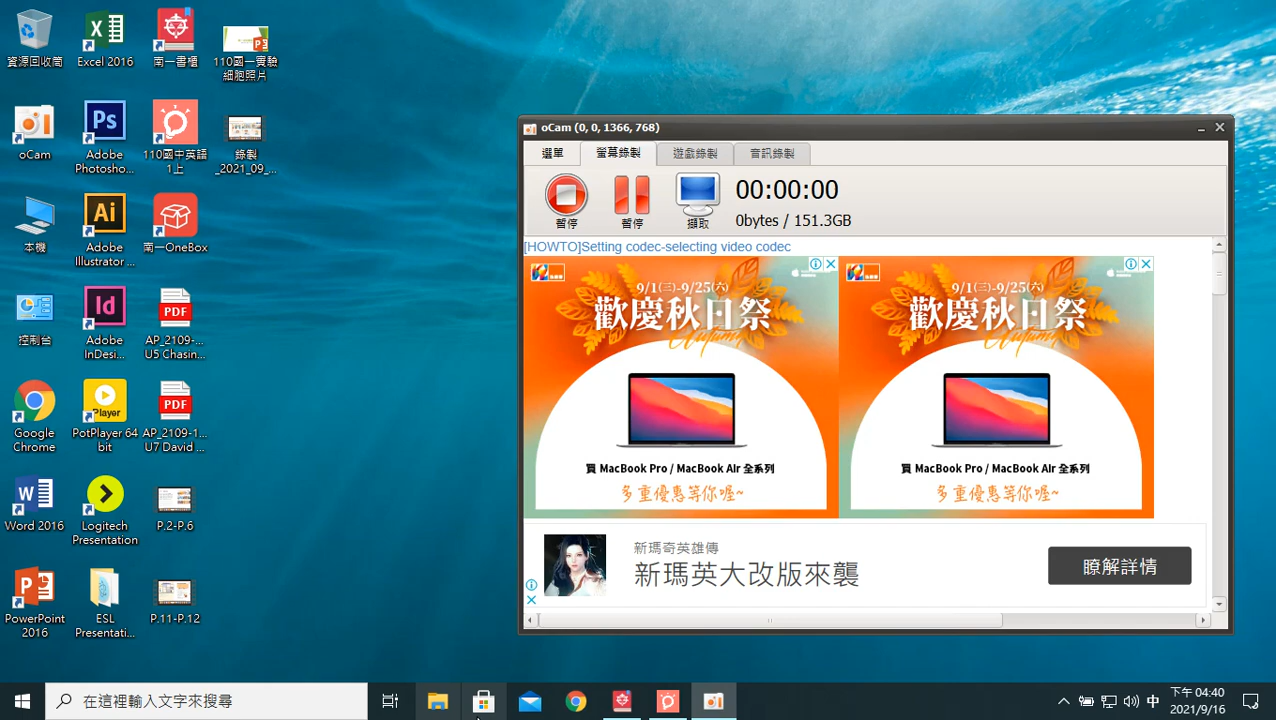 資源回收筒
Excel 2016
南一書櫃
110國一實驗
細胞照片
oCam
Adobe
Photosho...
110國中英語
1上
錄製
_2021_09_...
本機
Adobe
Illustrator ...
南一OneBox
控制台
Adobe
InDesi...
AP_2109-...
U5 Chasin...
Google
Chrome
PotPlayer 64
bit
AP_2109-1...
U7 David ...
Word 2016
Logitech
Presentation
P.2-P.6
PowerPoint
2016
ESL
Presentati...
P.11-P.12
Ps
Ai
Id
PDF
PDF
Player
oCam (0, 0, 1366, 768)
選單
螢幕錄製
遊戲錄製
音訊錄製
暫停
暫停
擷取
00:00:00
0bytes / 151.3GB
[HOWTO]Setting codec-selecting video codec
9/1(三)-9/25(六)
歡慶秋日祭
Autumn
買 MacBook Pro / MacBook AIr 全系列
多重優惠等你喔~
9/1(三)-9/25(六)
歡慶秋日祭
Autumn
買 MacBook Pro / MacBook AIr 全系列
多重優惠等你喔~
新瑪奇英雄傳
新瑪英大改版來襲
瞭解詳情
在這裡輸入文字來搜尋
中
下午 04:40
2021/9/16